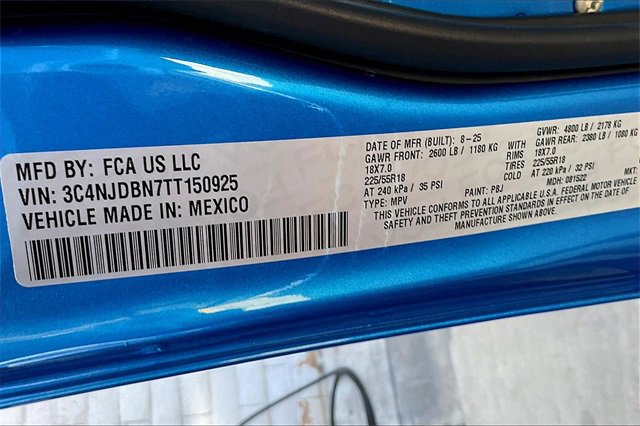 MFD BY: FCA US LLC
VIN: 3C4NJDBN7TT150925
VEHICLE MADE IN: MEXICO
DATE OF MFR (BUILT): 8-25 GVWR: 4800 LB / 2178 KG
GAWR FRONT: 2600 LB / 1180 KG WITH GAWR REAR: 2380 LB / 1080 KG
18X7.0 RIMS 18X7.0
225/55R18 TIRES 225/55R18
AT 240 kPa / 35 PSI COLD AT 220 kPa / 32 PSI
TYPE: MPV PAINT: PBJ MDH: 081522 MKT:
THIS VEHICLE CONFORMS TO ALL APPLICABLE U.S.A. FEDERAL MOTOR VEHICLE
SAFETY AND THEFT PREVENTION STANDARDS IN EFFECT ON THE DATE OF
MANUFACTURE SHOWN ABOVE.